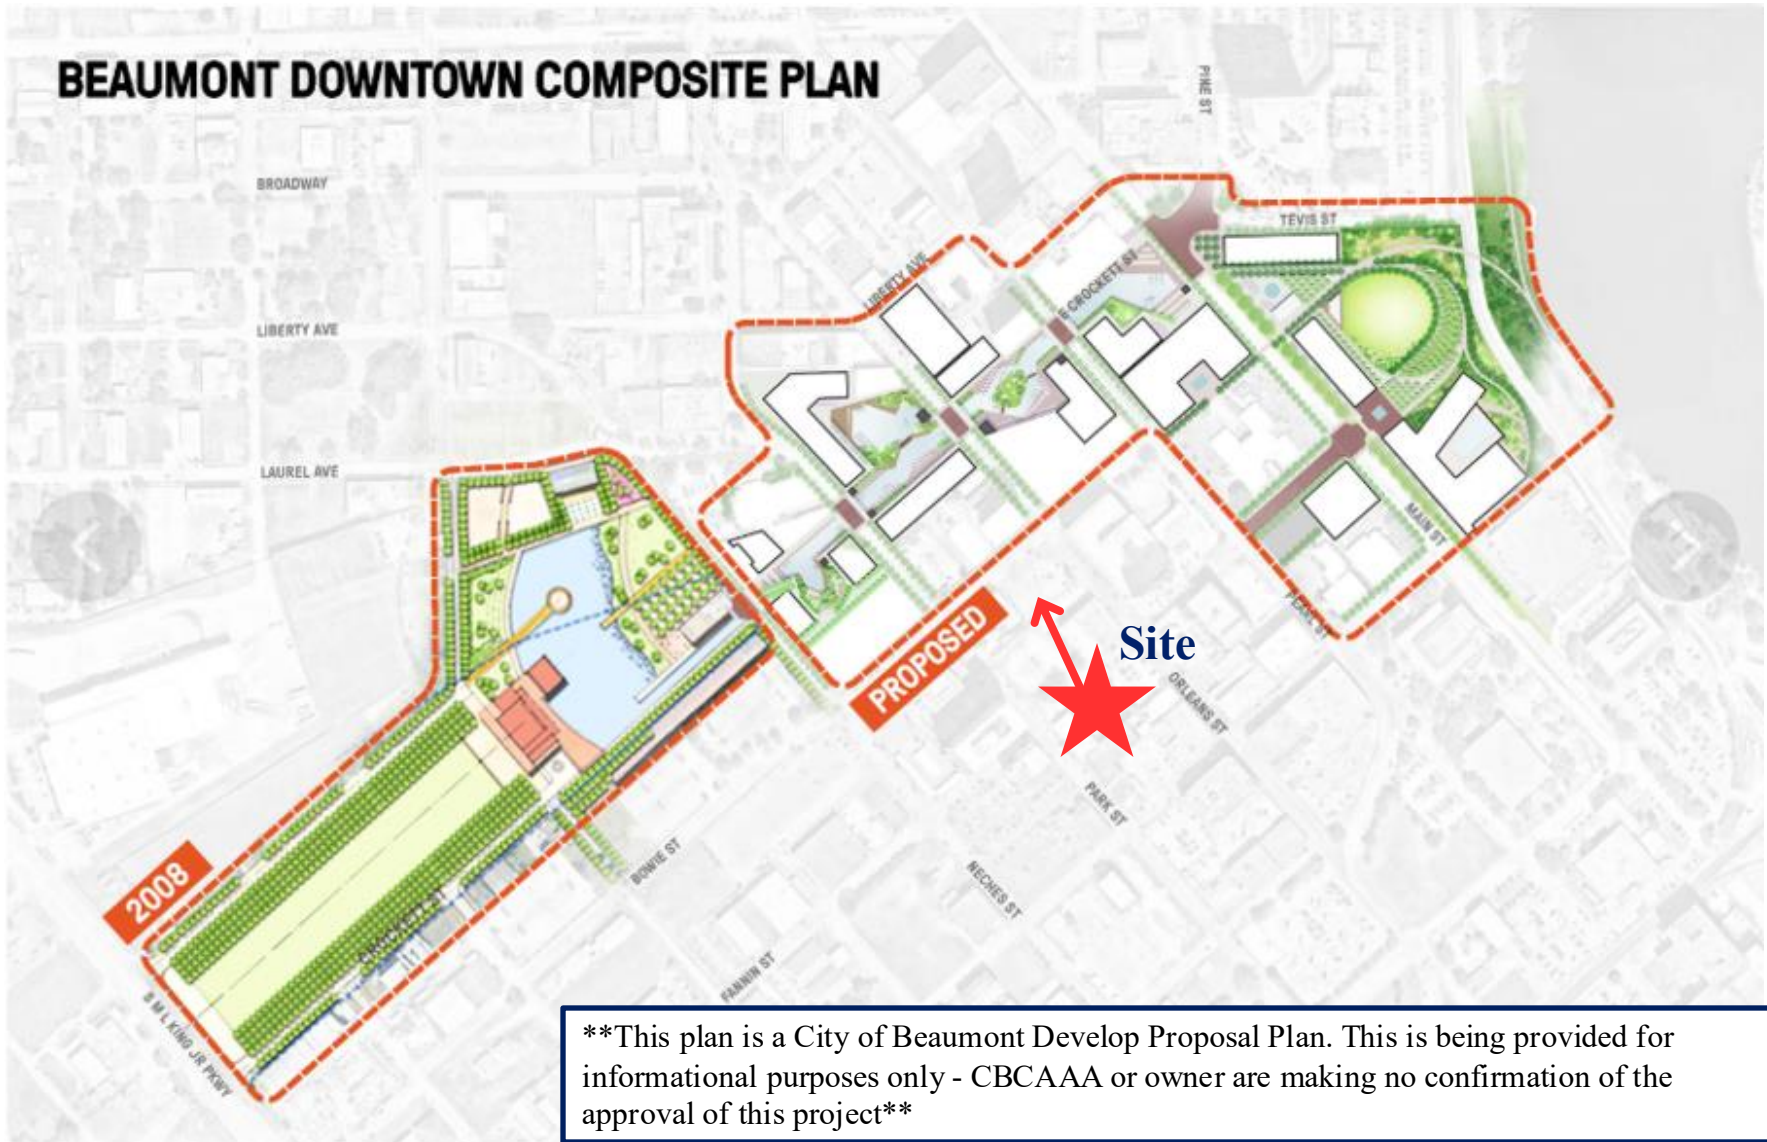 BEAUMONT DOWNTOWN COMPOSITE PLAN
PINE ST
BROADWAY
TEVIS ST
LIBERTY AVE
E CROCKETT ST
LIBERTY AVE
LAUREL AVE
MAIN ST
PEARL ST
PROPOSED
Site
ORLEANS ST
PARK ST
2008
BOWIE ST
NECHES ST
CROCKETT ST
FANNIN ST
S M L KING JR PKWY
**This plan is a City of Beaumont Develop Proposal Plan. This is being provided for
informational purposes only - CBCAAA or owner are making no confirmation of the
approval of this project**